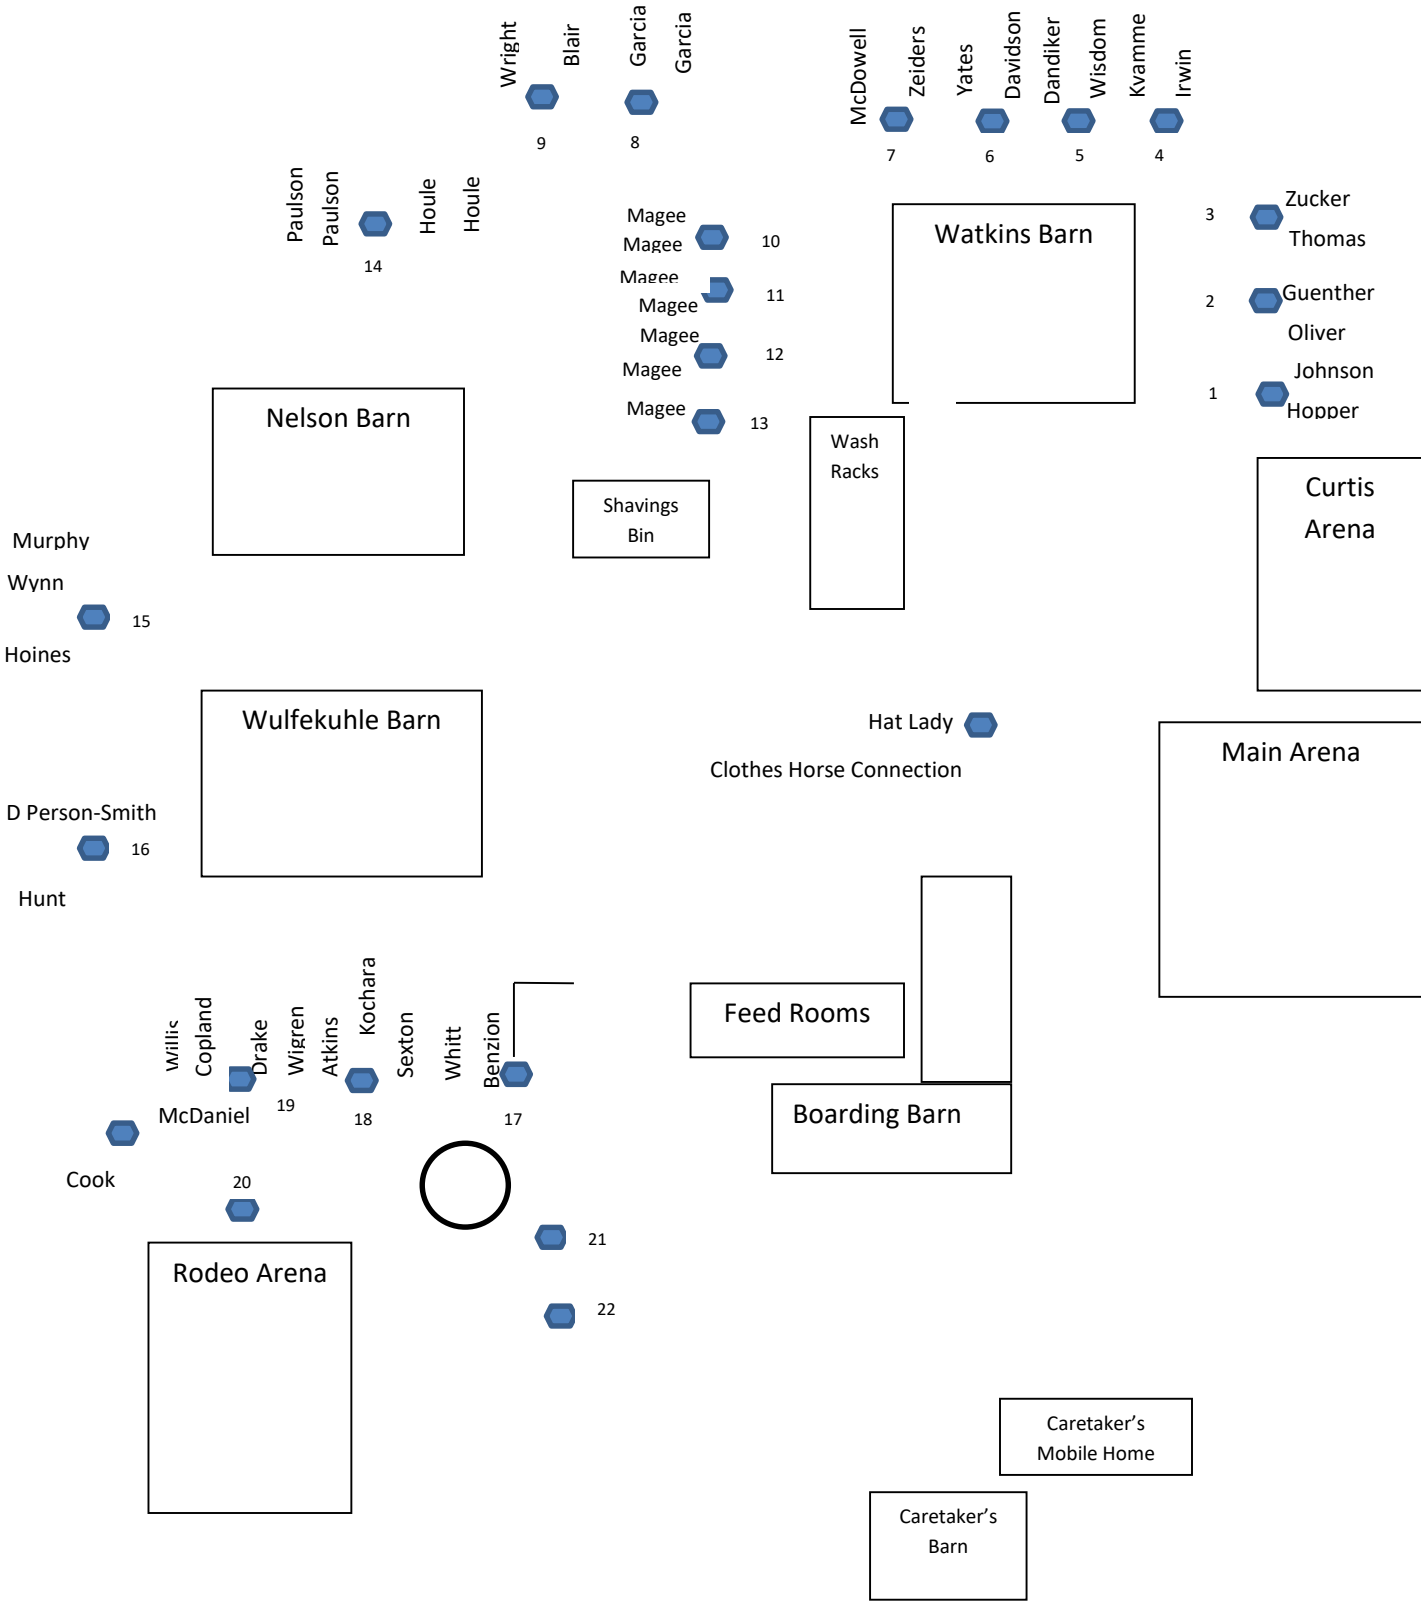 Wright
Blair
Garcia
Garcia
McDowell
Zeiders
Yates
Davidson
Dandiker
Wisdom
Kvamme
Irwin
9
8
7
6
5
4
Paulson
Paulson
Houle
Houle
14
Magee
Magee
10
Magee
11
Magee
Magee
12
Magee
Magee
13
Watkins Barn
3
Zucker
Thomas
2
Guenther
Oliver
1
Johnson
Hopper
Nelson Barn
Shavings
Bin
Wash
Racks
Curtis
Arena
Murphy
Wynn
15
Hoines
Wulfekuhle Barn
Hat Lady
Clothes Horse Connection
Main Arena
D Person-Smith
16
Hunt
Willis
Copland
Drake
Wigren
Atkins
Kochara
Sexton
Whitt
Benzion
Feed Rooms
19
18
17
McDaniel
Boarding Barn
Cook
20
21
Rodeo Arena
22
Caretaker’s
Mobile Home
Caretaker’s
Barn